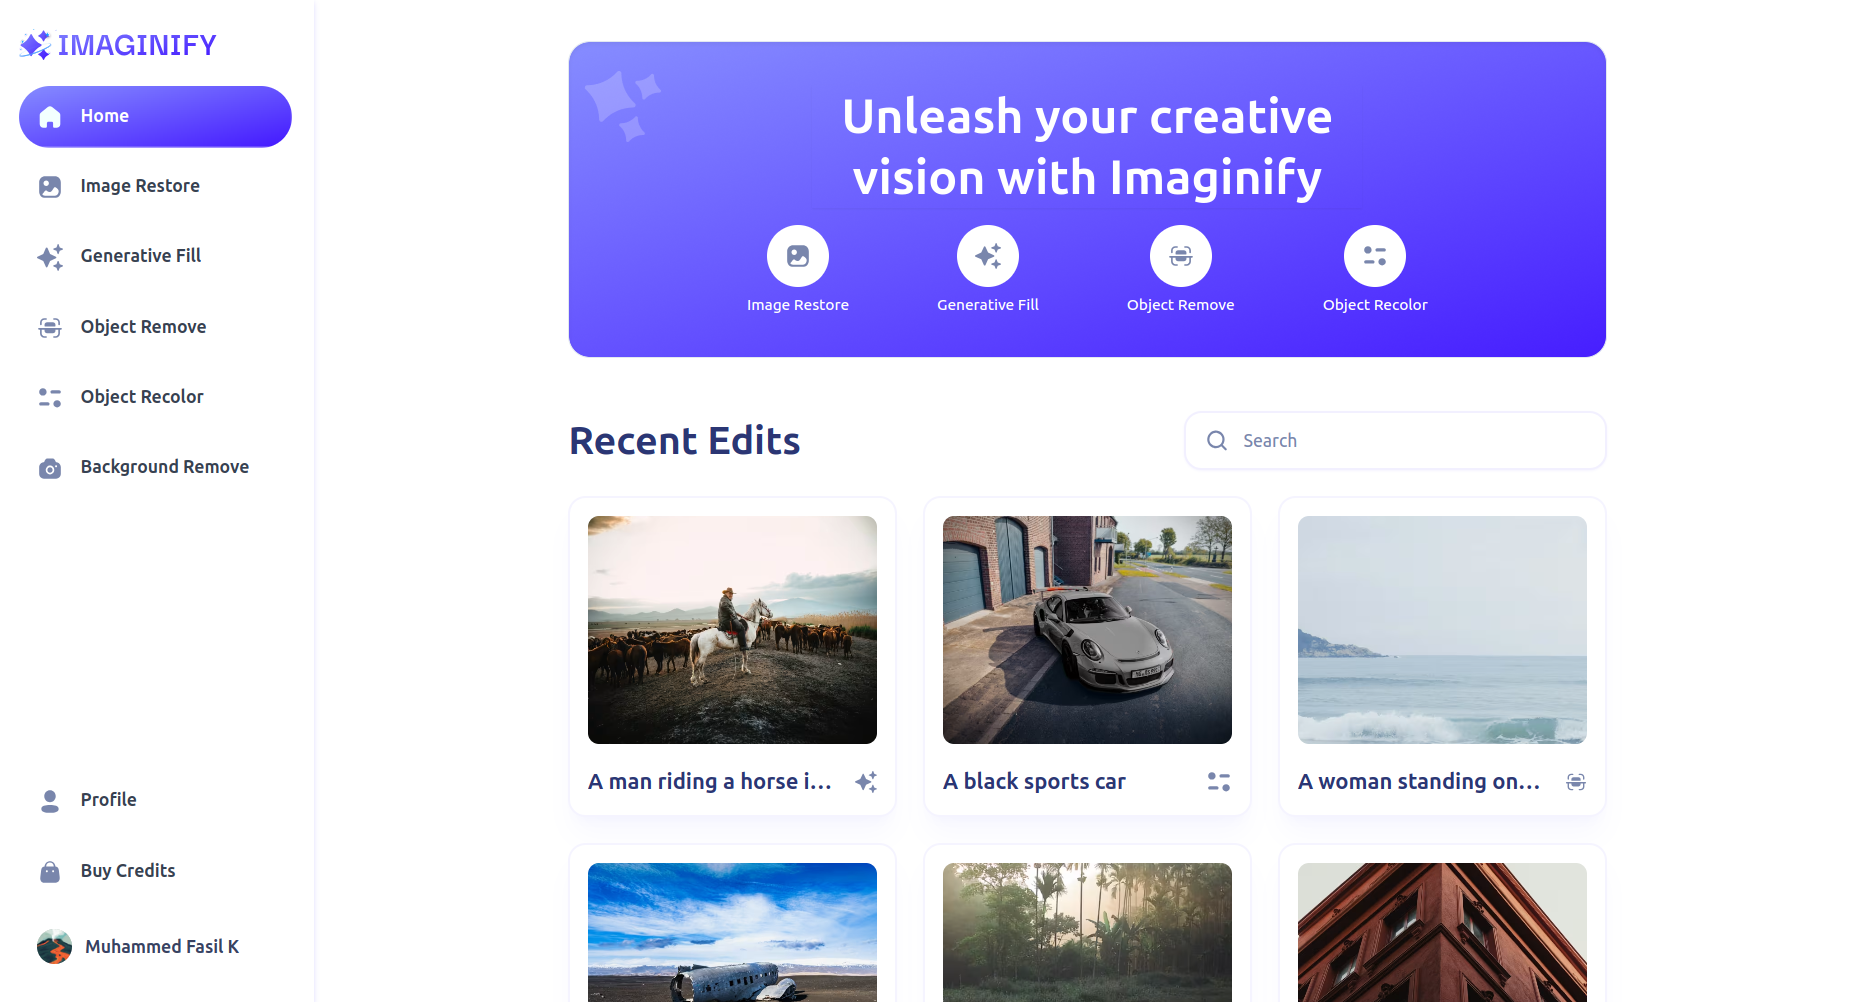 IMAGINIFY
Home
Image Restore
Generative Fill
Object Remove
Object Recolor
Background Remove
Profile
Buy Credits
Muhammed Fasil K
Unleash your creative
vision with Imaginify
Image Restore
Generative Fill
Object Remove
Object Recolor
Recent Edits
Search
A man riding a horse i...
A black sports car
A woman standing on...